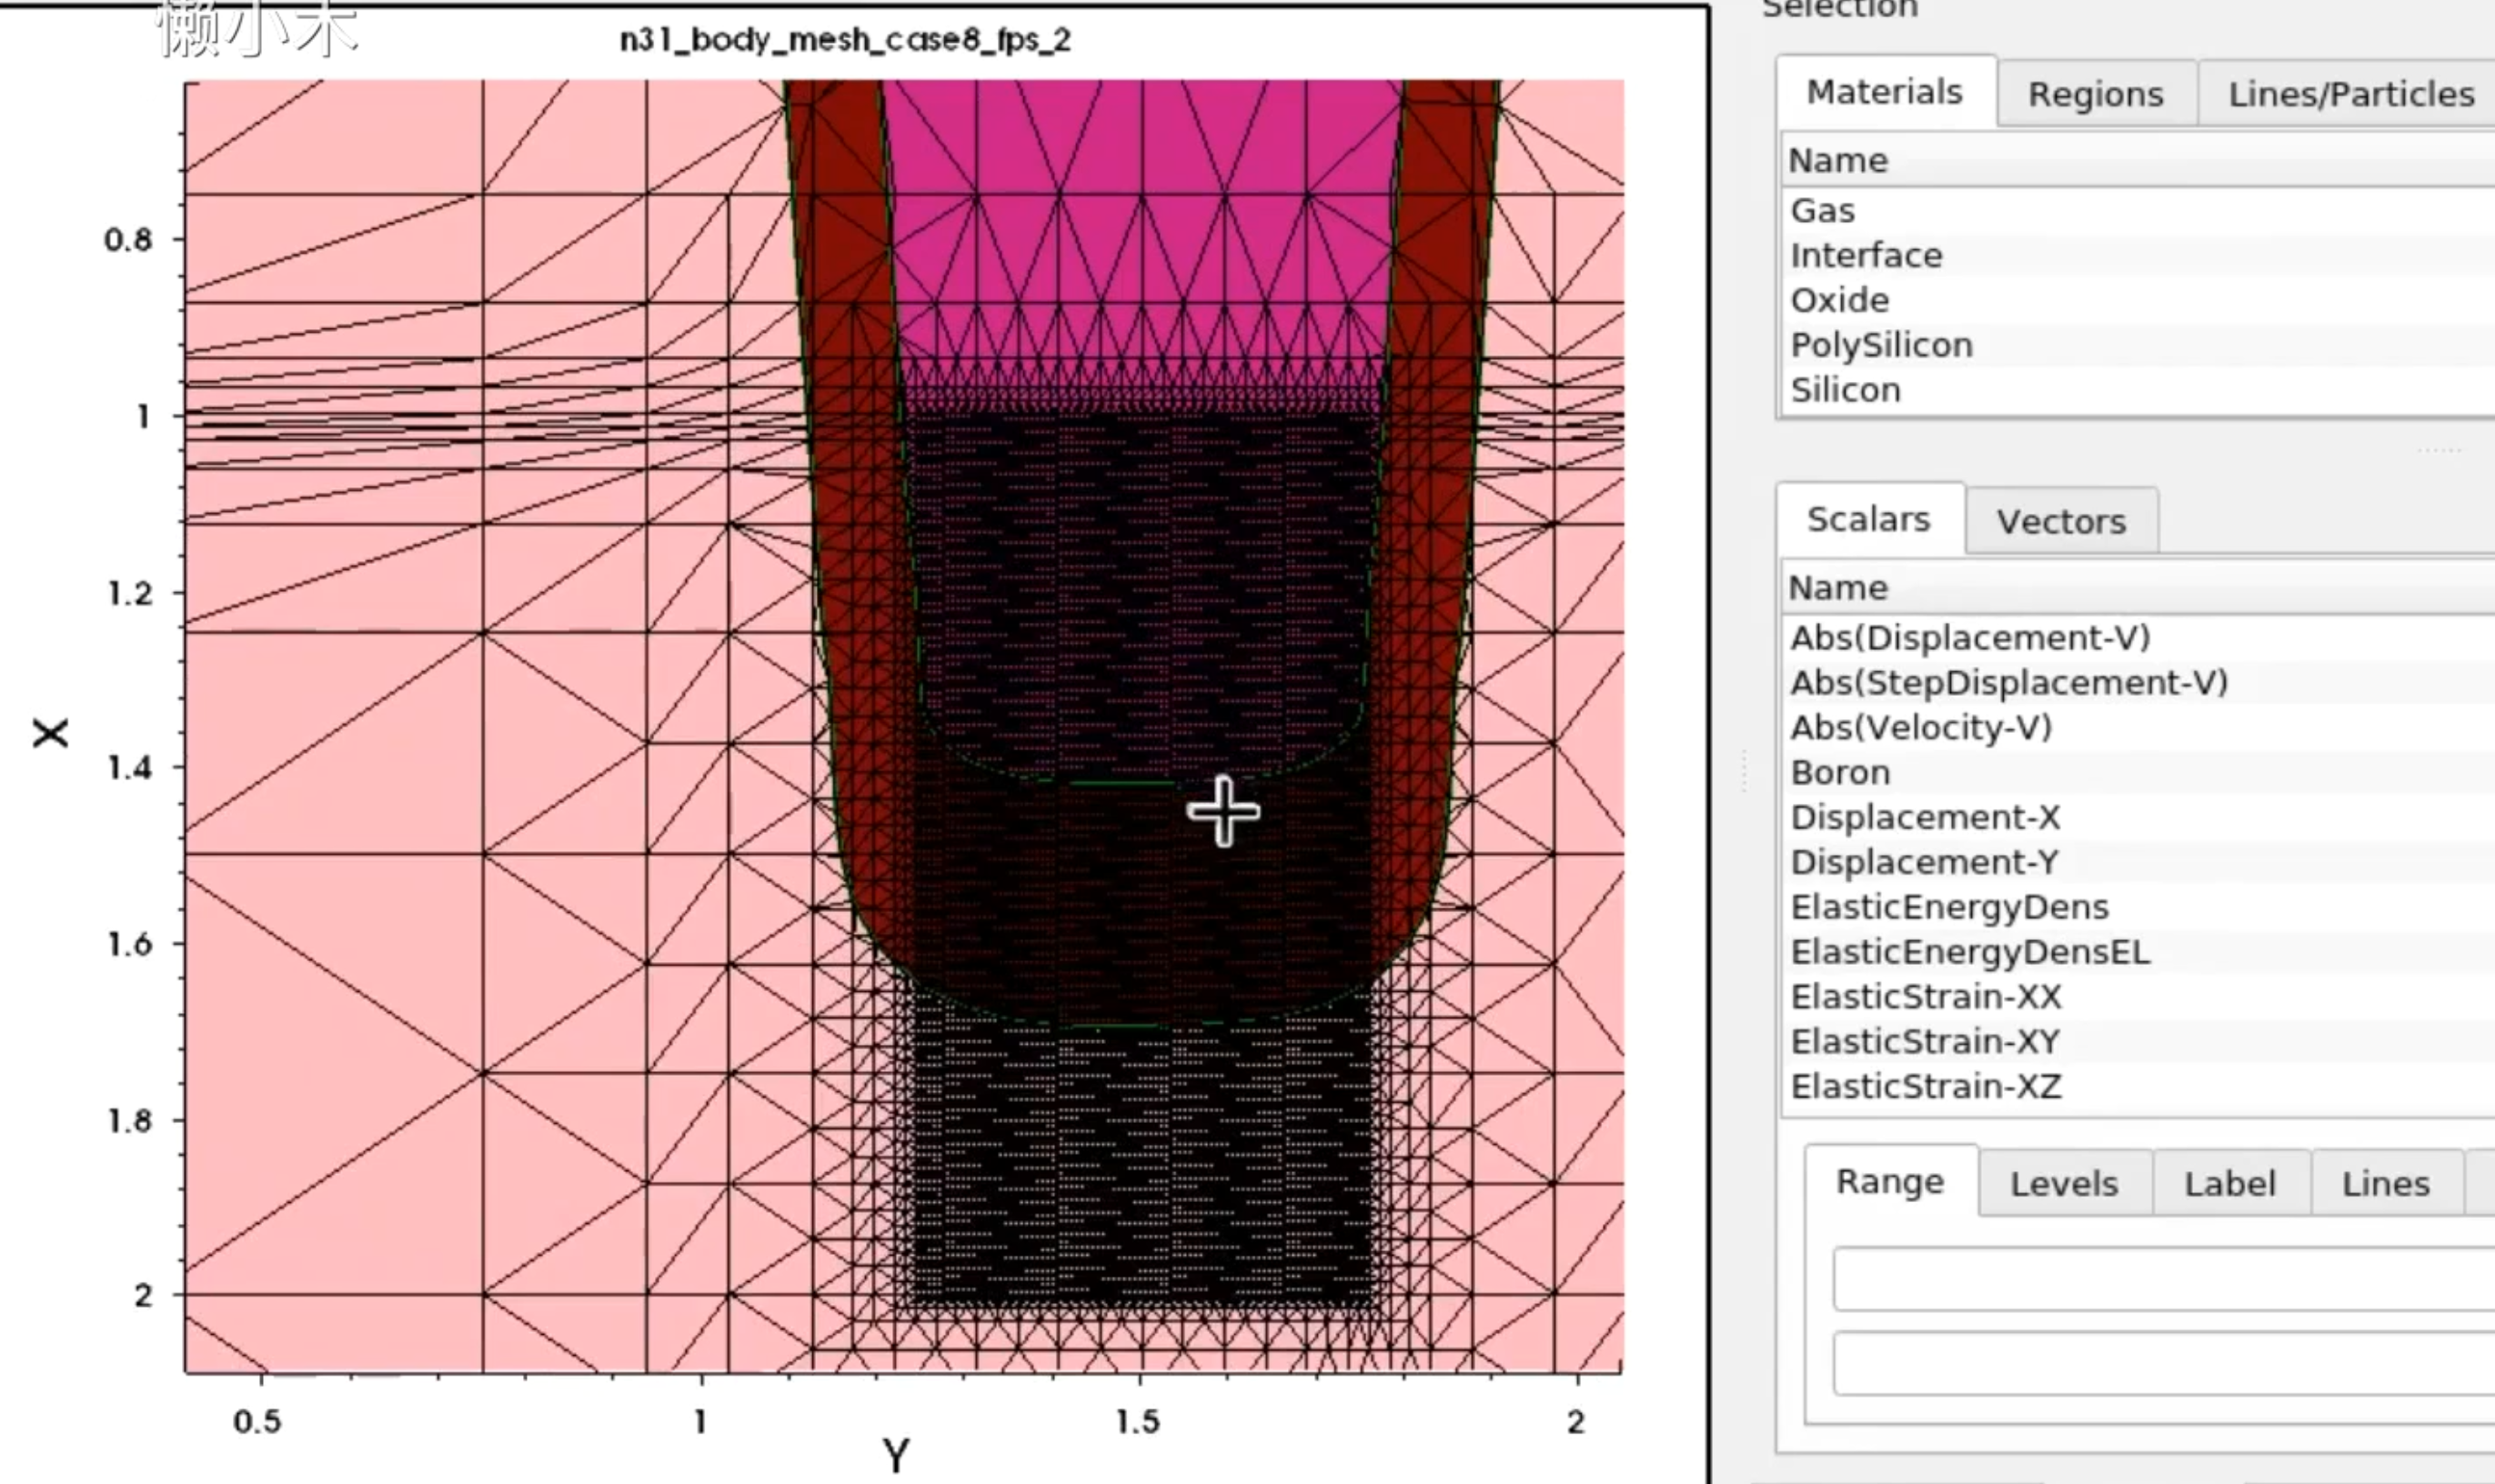 懒小木
n31_body_mesh_case8_fps_2
0.8
1
1.2
1.4
1.6
1.8
2
X
0.5 1 1.5 2
Y
Selection
Materials Regions Lines/Particles
Name
Gas
Interface
Oxide
PolySilicon
Silicon
Scalars Vectors
Name
Abs(Displacement-V)
Abs(StepDisplacement-V)
Abs(Velocity-V)
Boron
Displacement-X
Displacement-Y
ElasticEnergyDens
ElasticEnergyDensEL
ElasticStrain-XX
ElasticStrain-XY
ElasticStrain-XZ
Range Levels Label Lines